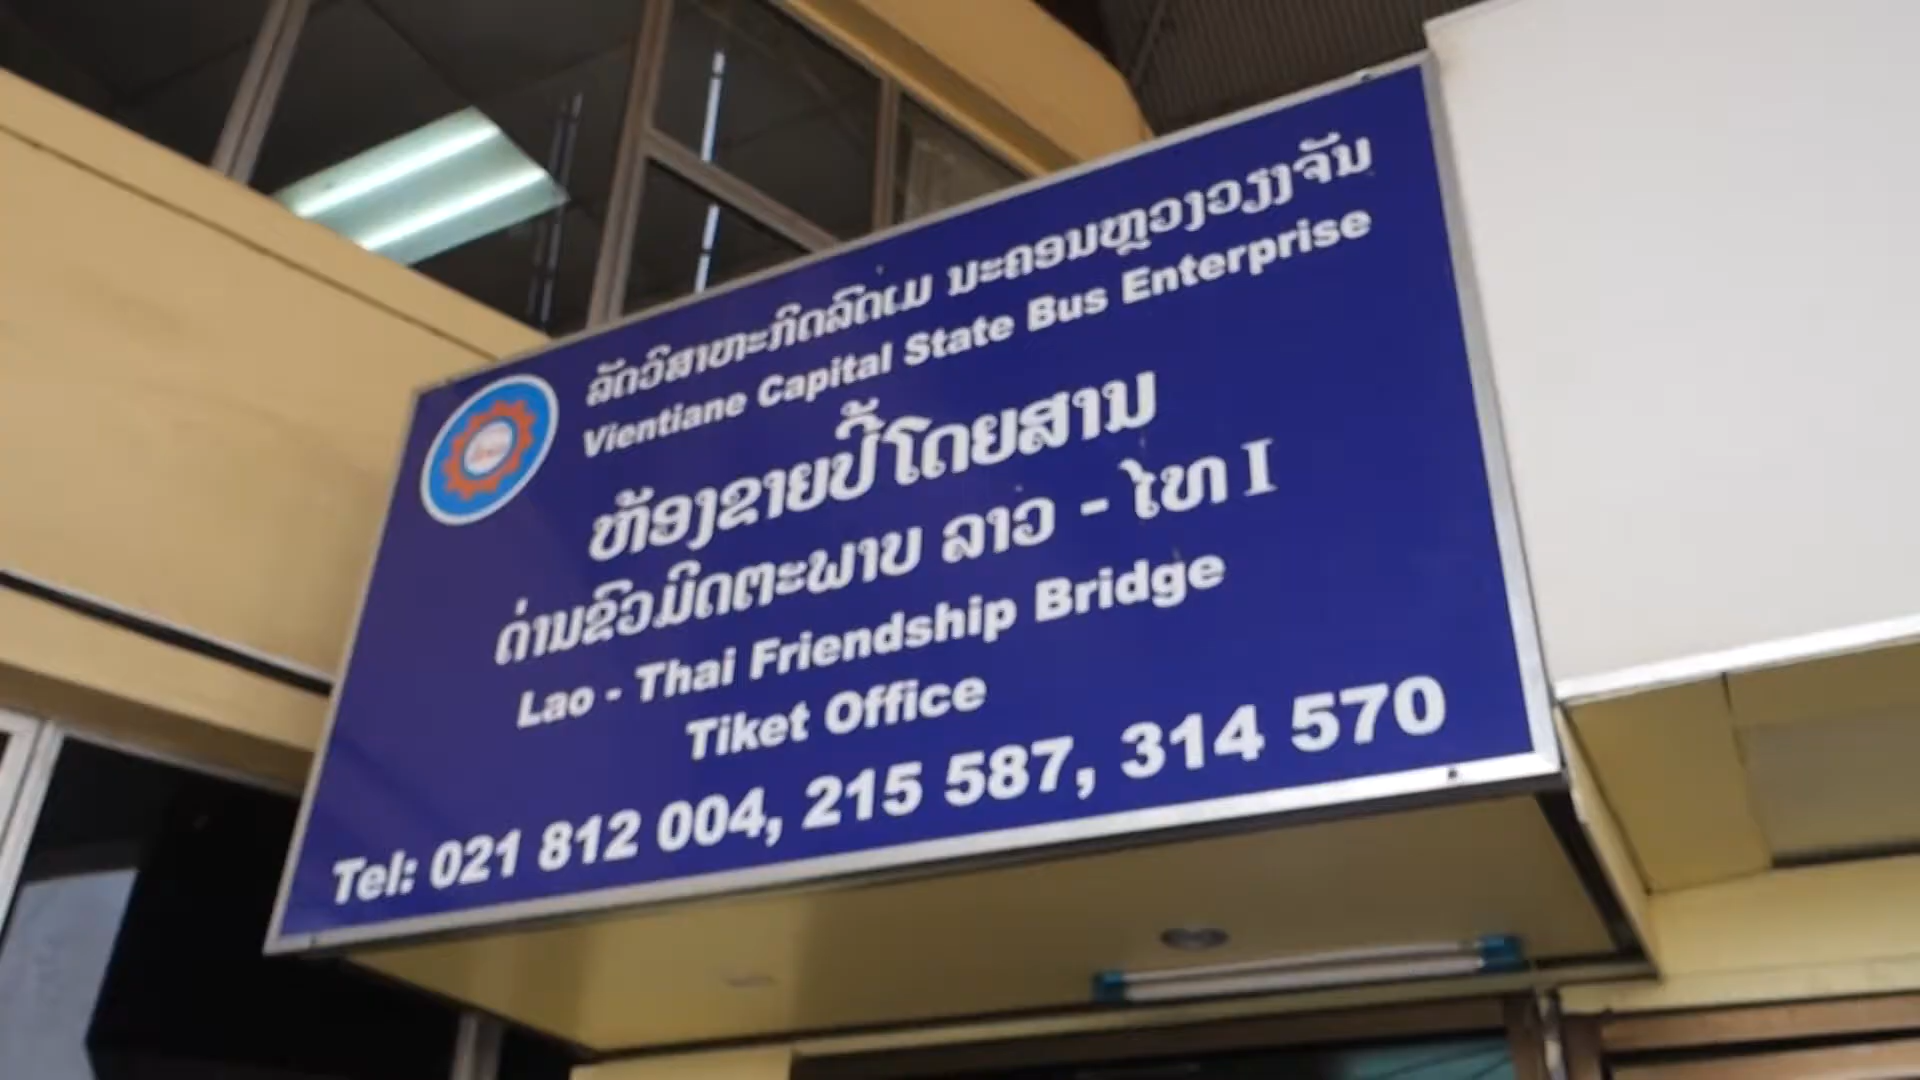 ລັດວິສາຫະກິດລົດເມ ນະຄອນຫຼວງວຽງຈັນ
Vientiane Capital State Bus Enterprise
ຫ້ອງຂາຍປີ້ໂດຍສານ
ດ່ານຂົວມິດຕະພາບ ລາວ - ໄທ I
Lao - Thai Friendship Bridge
Tiket Office
Tel: 021 812 004, 215 587, 314 570